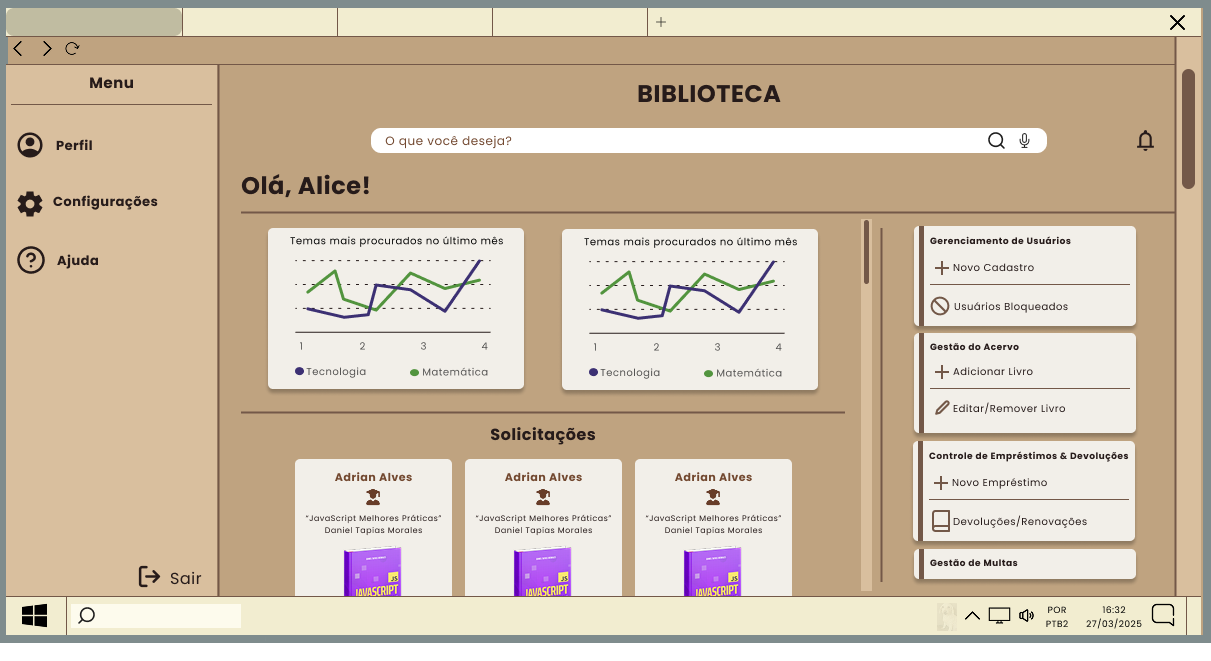 Menu
Perfil
Configurações
Ajuda
Sair
BIBLIOTECA
O que você deseja?
Olá, Alice!
Temas mais procurados no último mês
1 2 3 4
Tecnologia Matemática
Temas mais procurados no último mês
1 2 3 4
Tecnologia Matemática
Solicitações
Adrian Alves
“JavaScript Melhores Práticas”
Daniel Tapias Morales
JS
JAVASCRIPT
Adrian Alves
“JavaScript Melhores Práticas”
Daniel Tapias Morales
JS
JAVASCRIPT
Adrian Alves
“JavaScript Melhores Práticas”
Daniel Tapias Morales
JS
JAVASCRIPT
Gerenciamento de Usuários
Novo Cadastro
Usuários Bloqueados
Gestão do Acervo
Adicionar Livro
Editar/Remover Livro
Controle de Empréstimos & Devoluções
Novo Empréstimo
Devoluções/Renovações
Gestão de Multas
POR
PTB2
16:32
27/03/2025